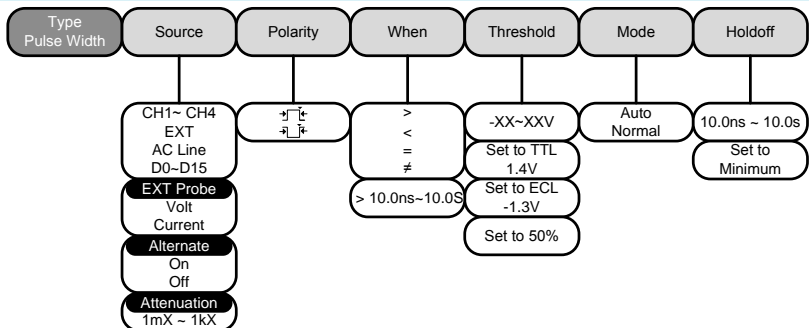 Type
Pulse Width
Source
Polarity
When
Threshold
Mode
Holdoff
CH1~ CH4
EXT
AC Line
D0~D15
EXT Probe
Volt
Current
Alternate
On
Off
Attenuation
1mX ~ 1kX
>
<
=
≠
> 10.0ns~10.0S
-XX~XXV
Set to TTL
1.4V
Set to ECL
-1.3V
Set to 50%
Auto
Normal
10.0ns ~ 10.0s
Set to
Minimum